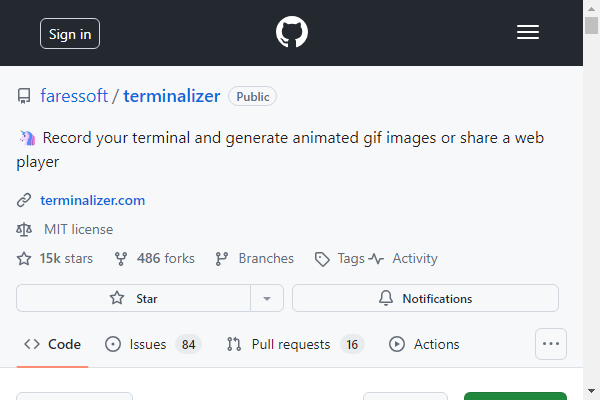 Sign in
faressoft / terminalizer Public
🦄 Record your terminal and generate animated gif images or share a web
player
terminalizer.com
MIT license
15k stars 486 forks Branches Tags Activity
Star Notifications
Code Issues 84 Pull requests 16 Actions